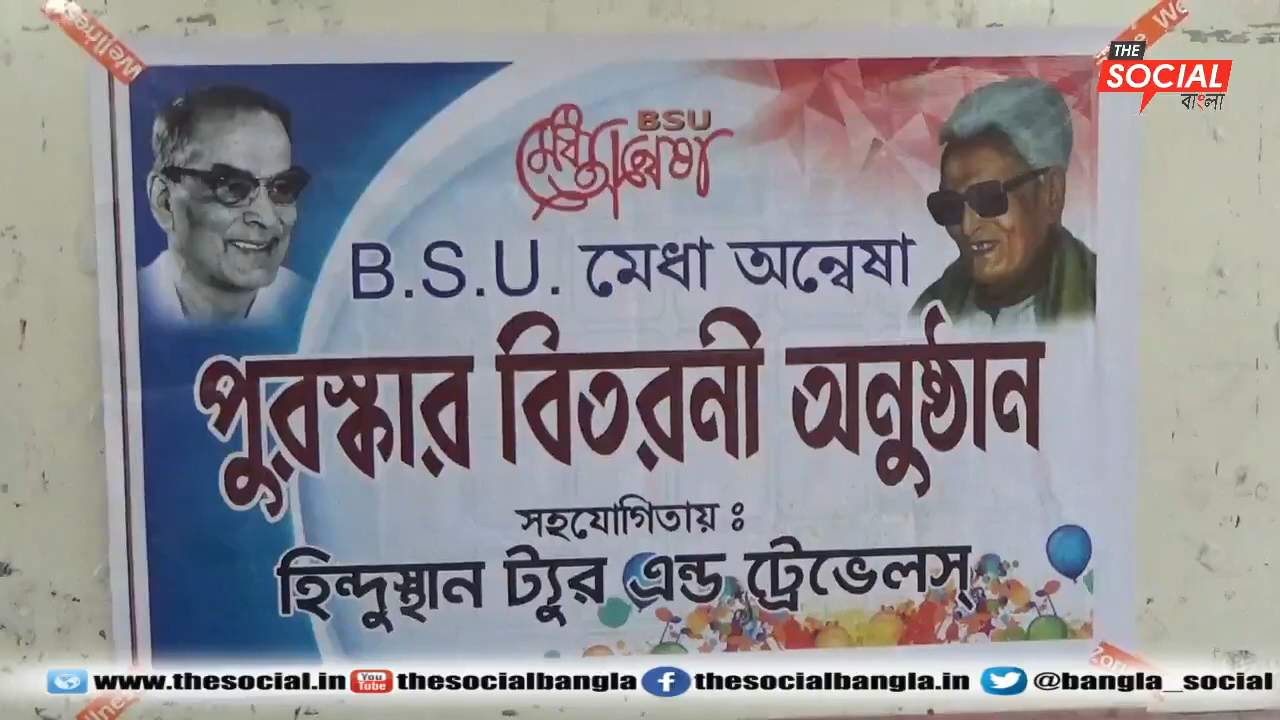 THE
SOCIAL
বাংলা
BSU
মেধা অন্বেষা
B.S.U. মেধা অন্বেষা
পুরস্কার বিতরনী অনুষ্ঠান
সহযোগিতায় ঃ
হিন্দুস্থান ট্যুর এন্ড ট্রেভেলস্
www.thesocial.in You Tube thesocialbangla f thesocialbangla.in @bangla_social